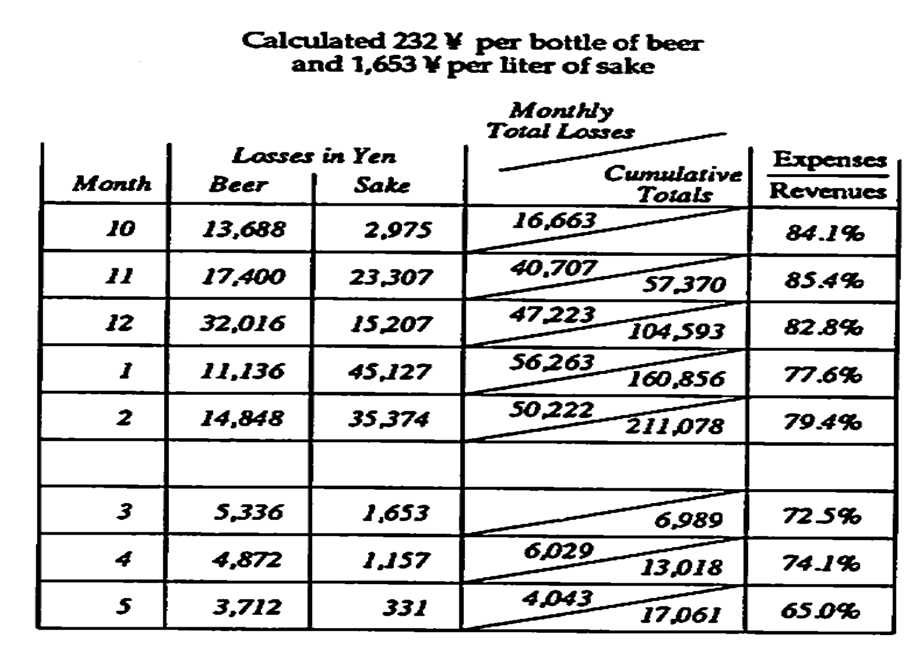 Calculated 232 ¥ per bottle of beer
and 1,653 ¥ per liter of sake
Monthly
Total Losses
Losses in Yen
Cumulative
Totals
Expenses
Revenues
Month Beer Sake
10 13,688 2,975 16,663 84.1%
11 17,400 23,307 40,707 57,370 85.4%
12 32,016 15,207 47,223 104,593 82.8%
1 11,136 45,127 56,263 160,856 77.6%
2 14,848 35,374 50,222 211,078 79.4%
3 5,336 1,653 6,989 72.5%
4 4,872 1,157 6,029 13,018 74.1%
5 3,712 331 4,043 17,061 65.0%